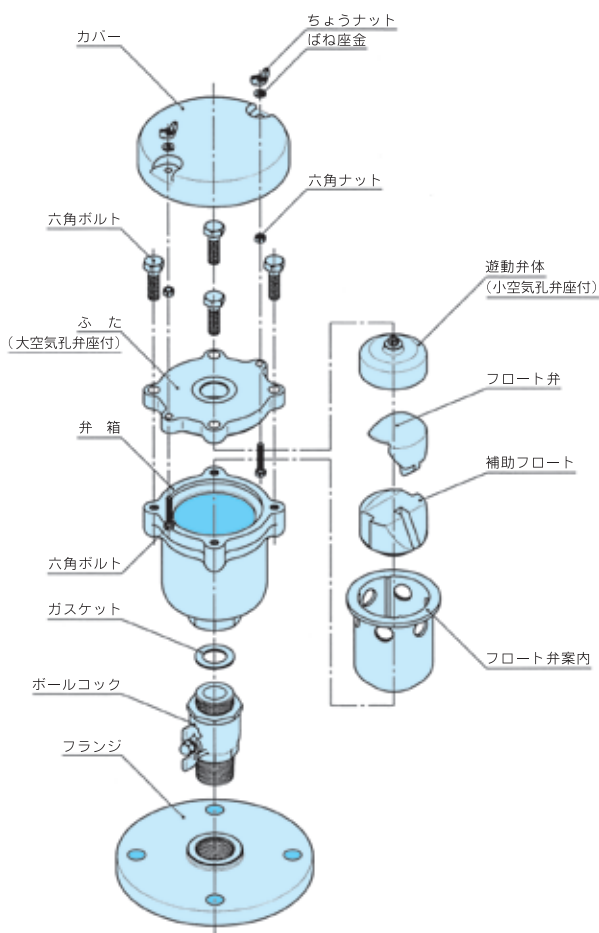 ちょうナット
カバー
ばね座金
六角ナット
六角ボルト
遊動弁体
（小空気孔弁座付）
ふ　た
（大空気孔弁座付）
フロート弁
弁　箱
補助フロート
六角ボルト
ガスケット
フロート弁案内
ボールコック
フランジ